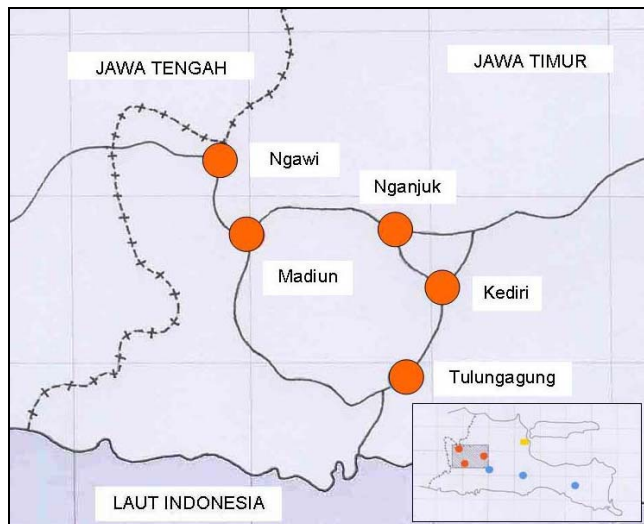 JAWA TENGAH
JAWA TIMUR
Ngawi
Nganjuk
Madiun
Kediri
Tulungagung
LAUT INDONESIA